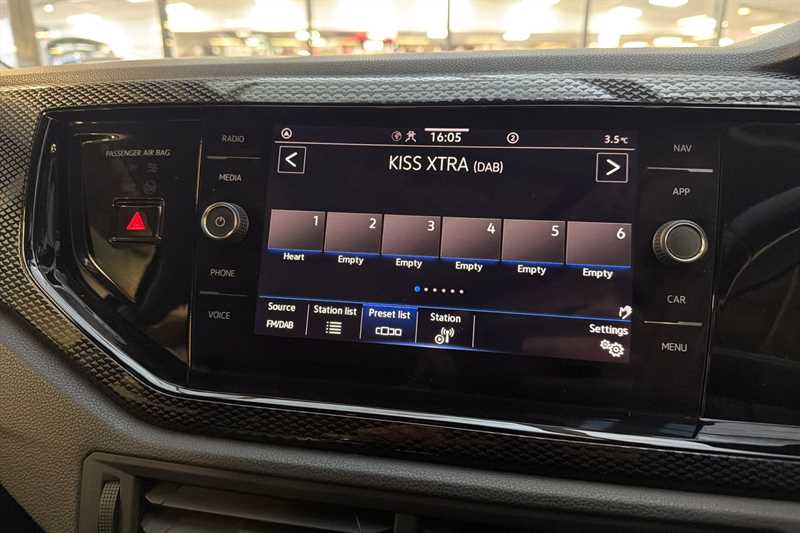 PASSENGER AIR BAG
RADIO
MEDIA
PHONE
VOICE
16:05
2
3.5°C
KISS XTRA (DAB)
1 2 3 4 5 6
Heart Empty Empty Empty Empty Empty
Source Station list Preset list Station Settings
FM/DAB
NAV
APP
CAR
MENU